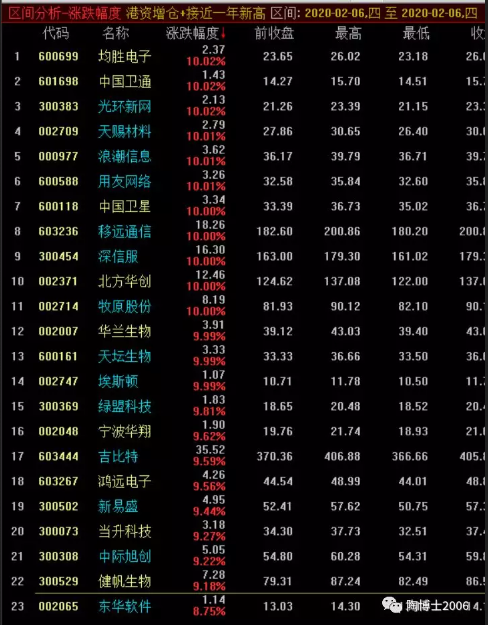 区间分析-涨跌幅度 港资增仓+接近一年新高 区间: 2020-02-06,四 至 2020-02-06,四
代码 名称 涨跌幅度↓ 前收盘 最高 最低 收
1 600699 均胜电子 2.37 10.02% 23.65 26.02 23.18 26.0
2 601698 中国卫通 1.43 10.02% 14.27 15.70 14.51 15.7
3 300383 光环新网 2.13 10.02% 21.26 23.39 21.15 23.3
4 002709 天赐材料 2.79 10.01% 27.86 30.65 26.40 30.6
5 000977 浪潮信息 3.62 10.01% 36.17 39.79 36.71 39.7
6 600588 用友网络 3.26 10.01% 32.58 35.84 32.60 35.8
7 600118 中国卫星 3.34 10.00% 33.39 36.73 35.02 36.7
8 603236 移远通信 18.26 10.00% 182.60 200.86 180.20 200.8
9 300454 深信服 16.30 10.00% 163.00 179.30 161.02 179.3
10 002371 北方华创 12.46 10.00% 124.62 137.08 122.00 137.0
11 002714 牧原股份 8.19 10.00% 81.93 90.12 82.10 90.1
12 002007 华兰生物 3.91 9.99% 39.12 43.03 39.40 43.0
13 600161 天坛生物 3.33 9.99% 33.33 36.66 33.50 36.6
14 002747 埃斯顿 1.07 9.99% 10.71 11.78 10.50 11.7
15 300369 绿盟科技 1.83 9.81% 18.65 20.48 18.52 20.4
16 002048 宁波华翔 1.90 9.62% 19.76 21.74 18.93 21.6
17 603444 吉比特 35.52 9.59% 370.36 406.88 366.66 405.8
18 603267 鸿远电子 4.26 9.56% 44.54 48.99 44.01 48.8
19 300502 新易盛 4.95 9.44% 52.41 57.62 50.75 57.3
20 300073 当升科技 3.18 9.27% 34.30 37.73 32.51 37.4
21 300308 中际旭创 5.05 9.22% 54.80 60.28 54.31 59.8
22 300529 健帆生物 7.28 9.18% 79.31 87.24 82.49 86.5
23 002065 东华软件 1.14 8.75% 13.03 14.30
陶博士2006